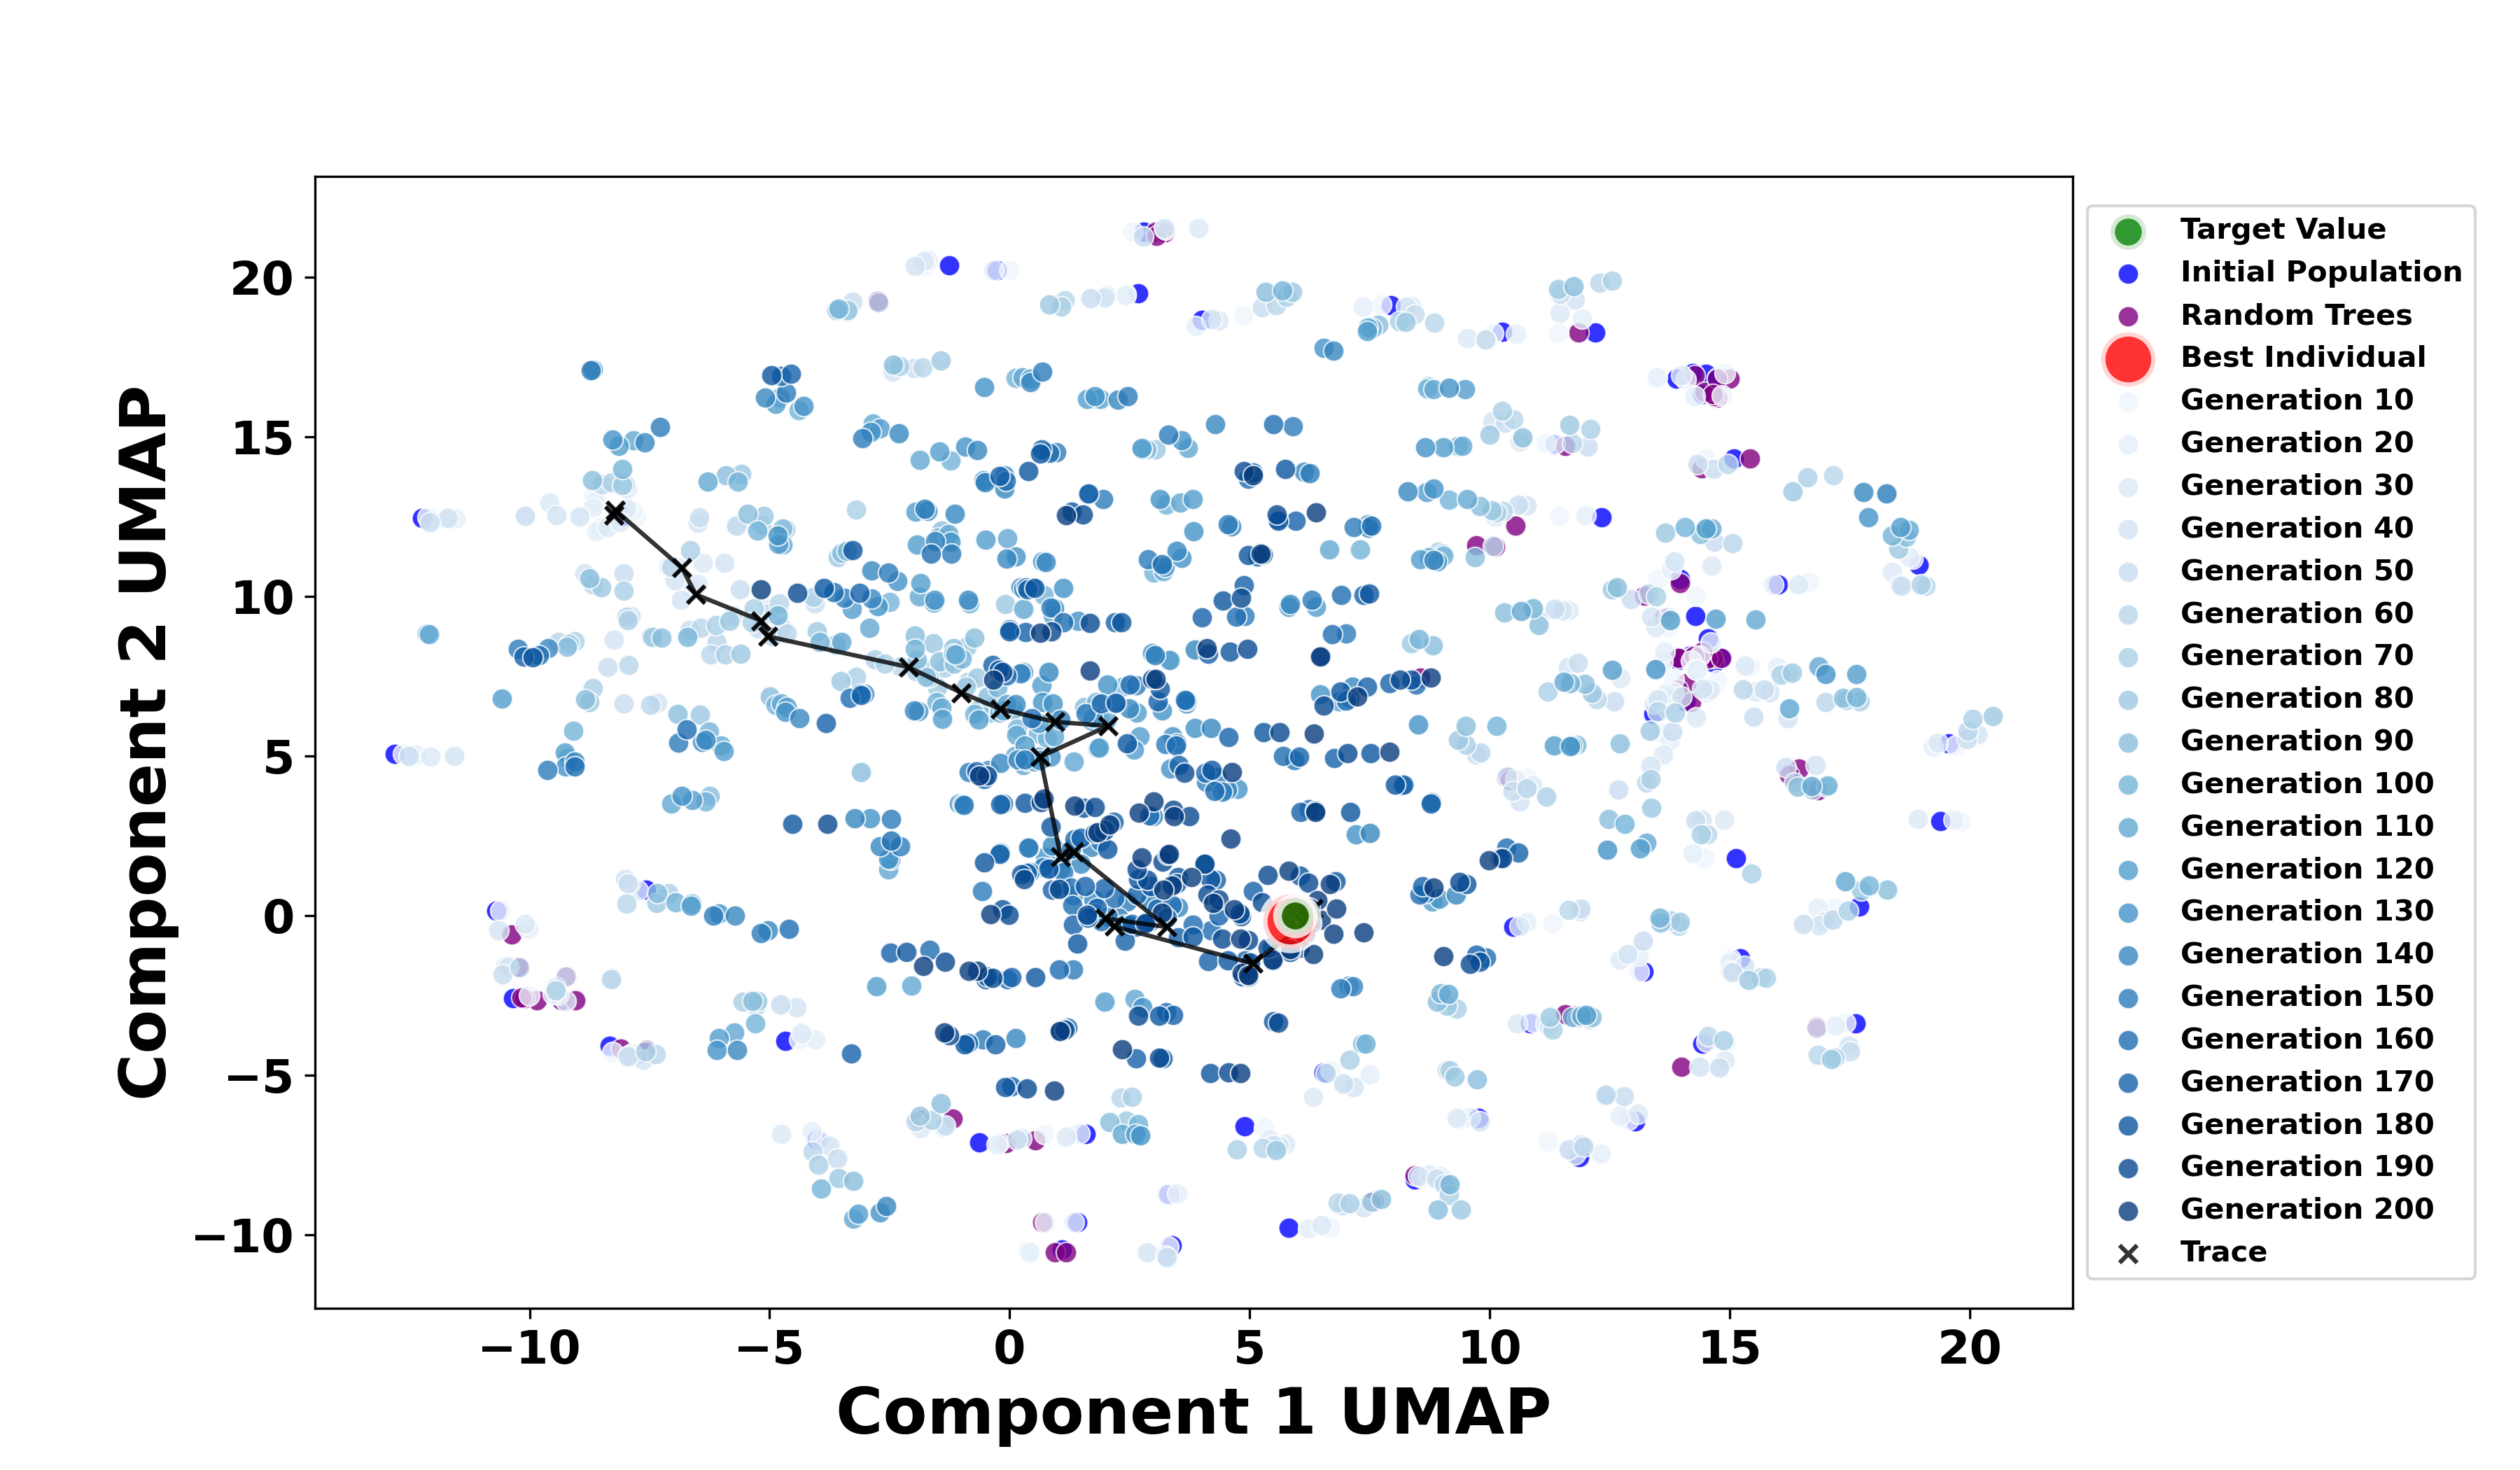 20
15
10
5
0
−5
−10
−10 −5 0 5 10 15 20
Component 2 UMAP
Component 1 UMAP
Target Value
Initial Population
Random Trees
Best Individual
Generation 10
Generation 20
Generation 30
Generation 40
Generation 50
Generation 60
Generation 70
Generation 80
Generation 90
Generation 100
Generation 110
Generation 120
Generation 130
Generation 140
Generation 150
Generation 160
Generation 170
Generation 180
Generation 190
Generation 200
Trace